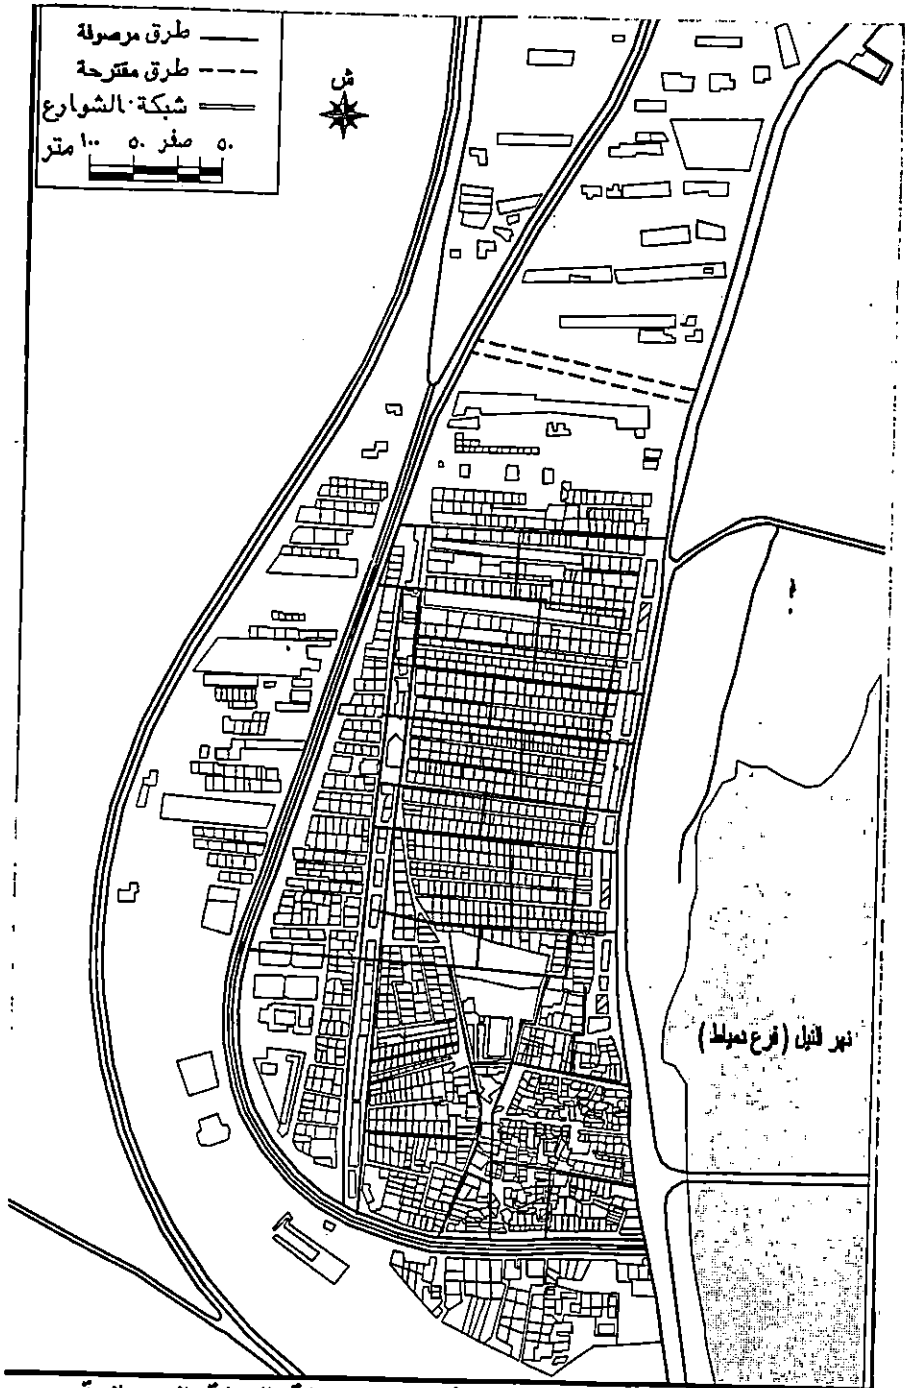 طرق مرصوفة
طرق مقترحة
شبكة الشوارع
٥٠ صفر ٥٠ ١٠٠ متر
ش
نهر النيل (فرع دمياط)